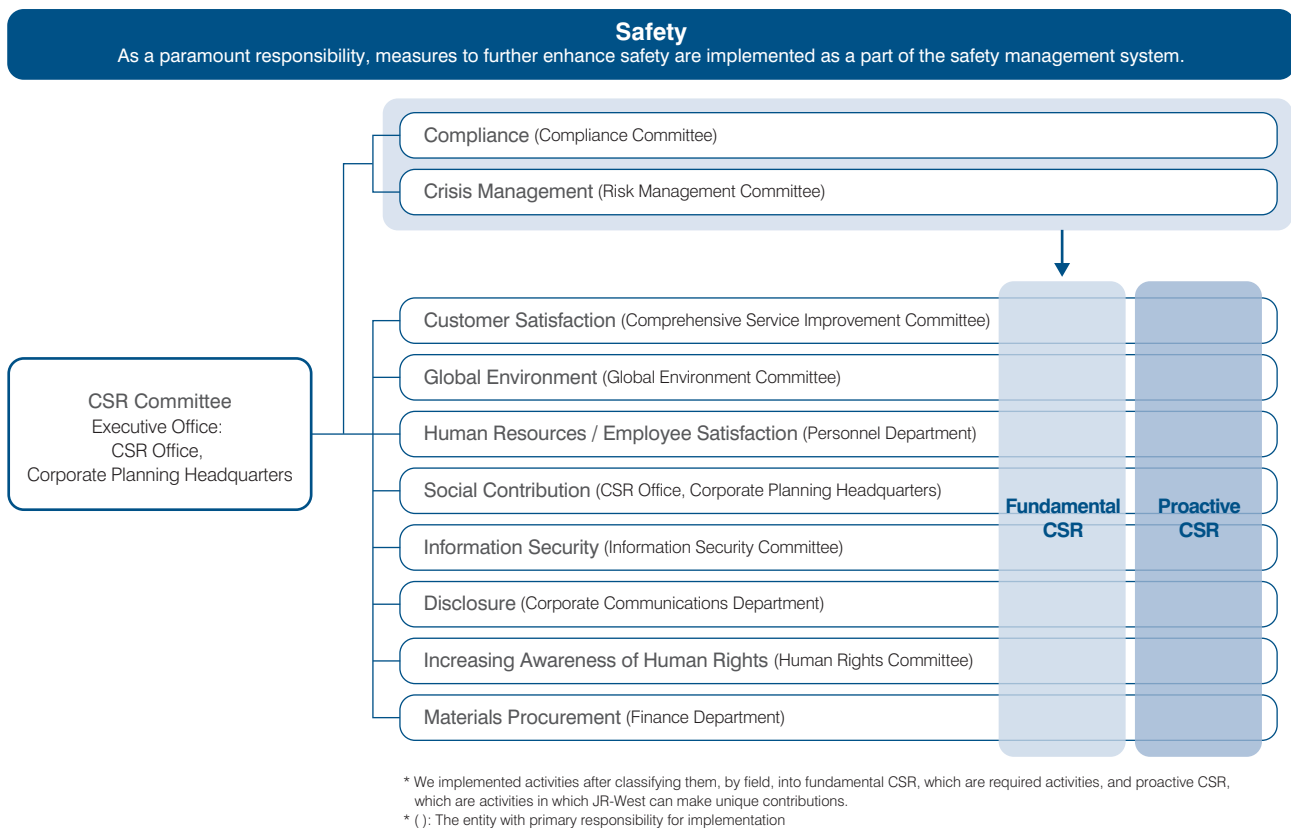 Safety
As a paramount responsibility, measures to further enhance safety are implemented as a part of the safety management system.
Compliance (Compliance Committee)
Crisis Management (Risk Management Committee)
Customer Satisfaction (Comprehensive Service Improvement Committee)
Global Environment (Global Environment Committee)
CSR Committee
Executive Office:
CSR Office,
Corporate Planning Headquarters
Human Resources / Employee Satisfaction (Personnel Department)
Social Contribution (CSR Office, Corporate Planning Headquarters)
Information Security (Information Security Committee)
Disclosure (Corporate Communications Department)
Increasing Awareness of Human Rights (Human Rights Committee)
Materials Procurement (Finance Department)
Fundamental
CSR
Proactive
CSR
* We implemented activities after classifying them, by field, into fundamental CSR, which are required activities, and proactive CSR,
which are activities in which JR-West can make unique contributions.
* ( ): The entity with primary responsibility for implementation